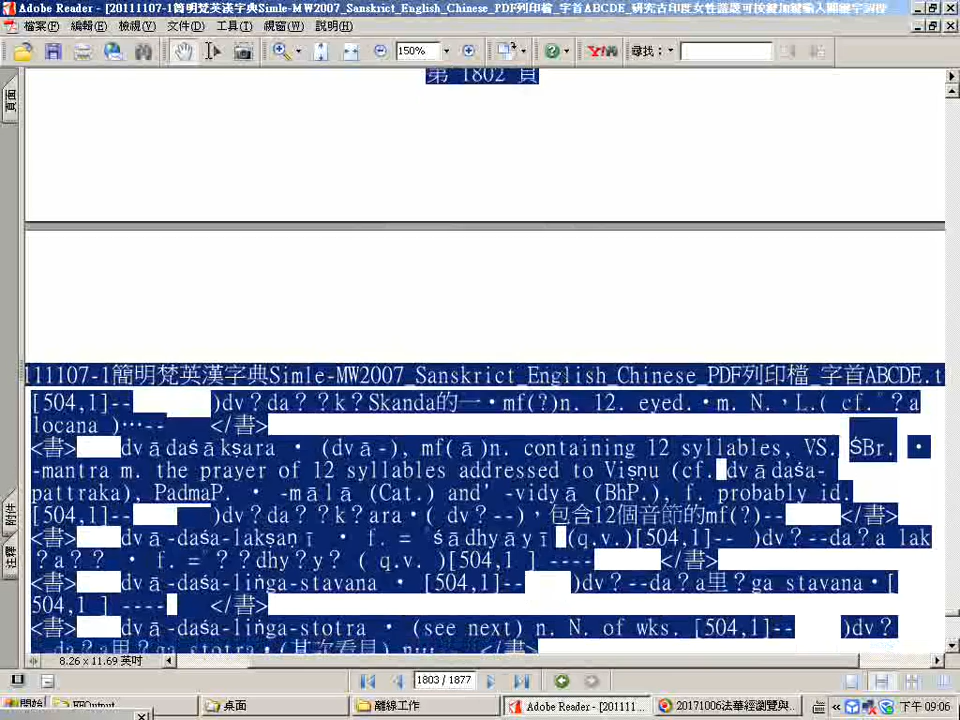 Adobe Reader - [20111107-1簡明梵英漢字典Simle-MW2007_Sanskrict_English_Chinese_PDF列印檔_字首ABCDE_研究古印度女性諸
檔案(F) 編輯(E) 檢視(V) 文件(D) 工具(T) 視窗(W) 說明(H)
150% 尋找:
頁面
第 1802 頁
111107-1簡明梵英漢字典Simle-MW2007_Sanskrict_English_Chinese_PDF列印檔_字首ABCDE.t
[504,1]-- )dv?da??k?Skanda的一‧mf(?)n. 12. eyed.‧m. N.，L.( cf.°?a
locana )…-- </書>
<書> dvādaśākṣara ‧ (dvā-), mf(ā)n. containing 12 syllables, VS. ŚBr. ‧
-mantra m. the prayer of 12 syllables addressed to Viṣṇu (cf. dvādaśa-
pattraka), PadmaP. ‧ -mālā (Cat.) and' -vidyā (BhP.), f. probably id.
[504,1]-- )dv?da??k?ara‧( dv?--)，包含12個音節的mf(?)-- </書>
<書> dvā-daśa-lakṣaṇī ‧ f. = °śādhyāyī (q.v.)[504,1]-- )dv?--da?a lak
?a?? ‧ f. =°??dhy?y? ( q.v.)[504,1 ] ---- </書>
<書> dvā-daśa-liṅga-stavana ‧ [504,1]-- )dv?--da?a里?ga stavana‧[
504,1 ] ---- </書>
<書> dvā-daśa-liṅga-stotra ‧ (see next) n. N. of wks. [504,1]-- )dv?
--da?a里?ga stotra‧(其次看見) n… </書>
附件
注釋
8.26 x 11.69 英吋
1803 / 1877
開始 EFOutput 桌面 離線工作 Adobe Reader - [201111... 20171006法華經瀏覽與... 下午 09:06